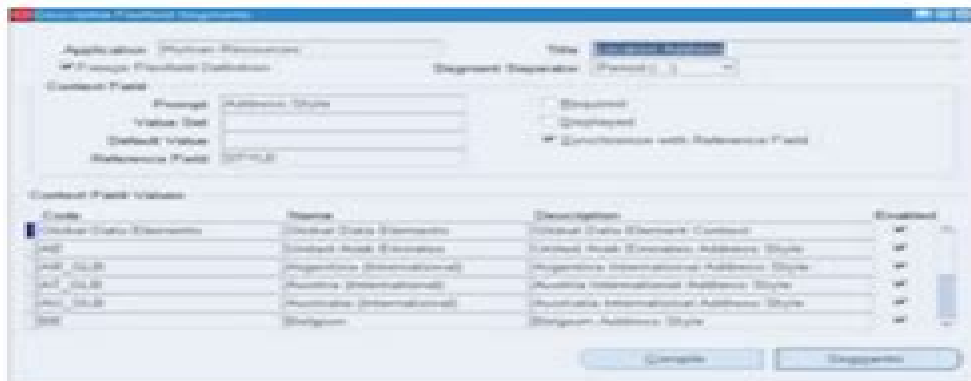 Descriptive Flexfield Segments
Application Human Resources
Title Location Address
Freeze Flexfield Definition
Segment Separator Period (.)
Context Field
Prompt Address Style
Required
Value Set
Displayed
Default Value
Synchronize with Reference Field
Reference Field STYLE
Context Field Values
Code Name Description Enabled
Global Data Elements Global Data Elements Global Data Element Context
AE United Arab Emirates United Arab Emirates Address Style
AR_GLB Argentina (International) Argentina International Address Style
AT_GLB Austria (International) Austria International Address Style
AU_GLB Australia (International) Australia International Address Style
BE Belgium Belgium Address Style
Compile
Segments